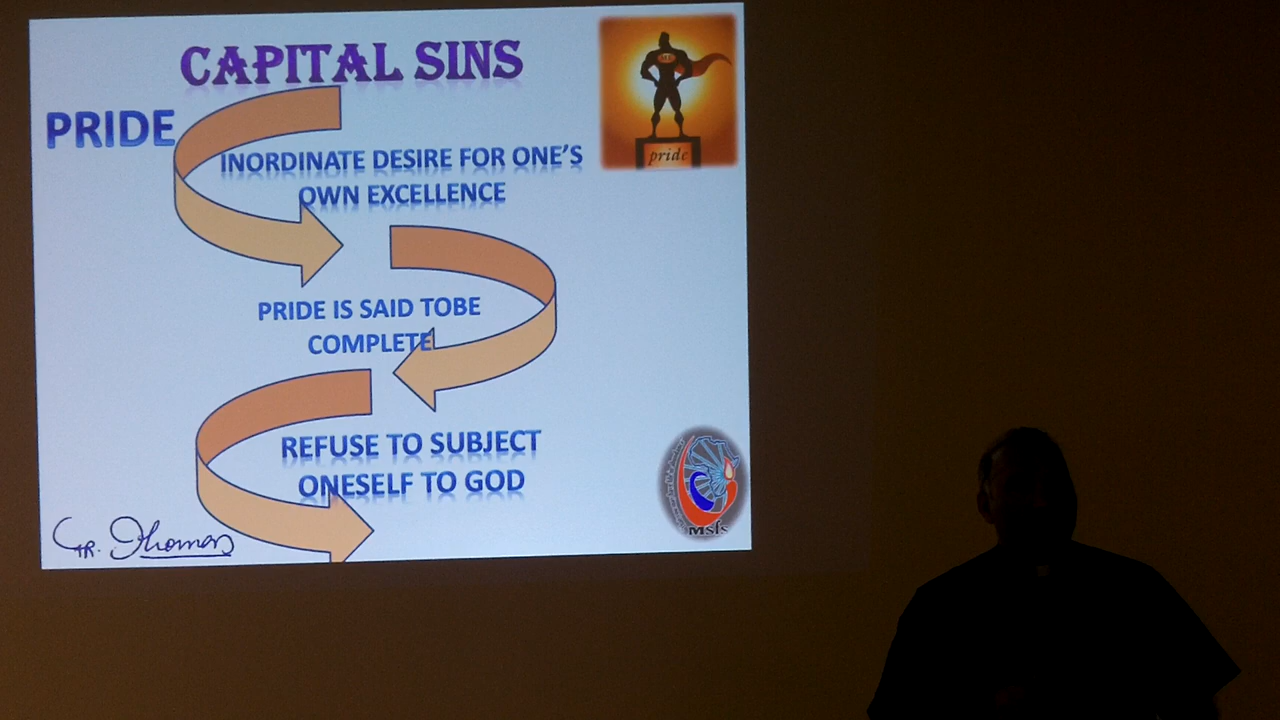 CAPITAL SINS
PRIDE
INORDINATE DESIRE FOR ONE'S
OWN EXCELLENCE
pride
PRIDE IS SAID TOBE
COMPLETE
REFUSE TO SUBJECT
ONESELF TO GOD
FR. Thomas
Msfs